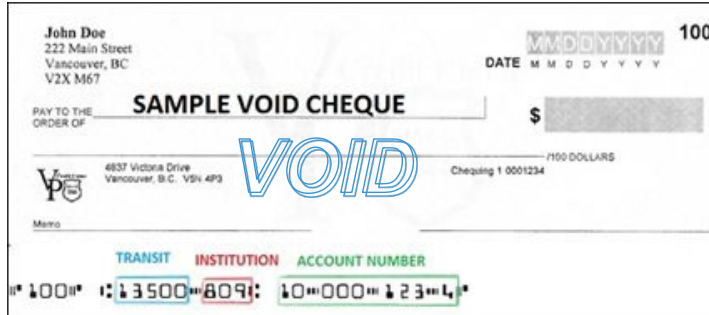 John Doe
222 Main Street
Vancouver, BC
V2X M67
100
MMDDYYYY
DATE M M D D Y Y Y Y
PAY TO THE
ORDER OF
SAMPLE VOID CHEQUE
$
/100 DOLLARS
VP
4637 Victoria Drive
Vancouver, B.C. V5N 4P3
VOID
Chequing 1 0001234
Memo
TRANSIT INSTITUTION ACCOUNT NUMBER
⑈100⑈ ⑆13500⑉809⑆ 10⑉000⑉123⑉4⑈